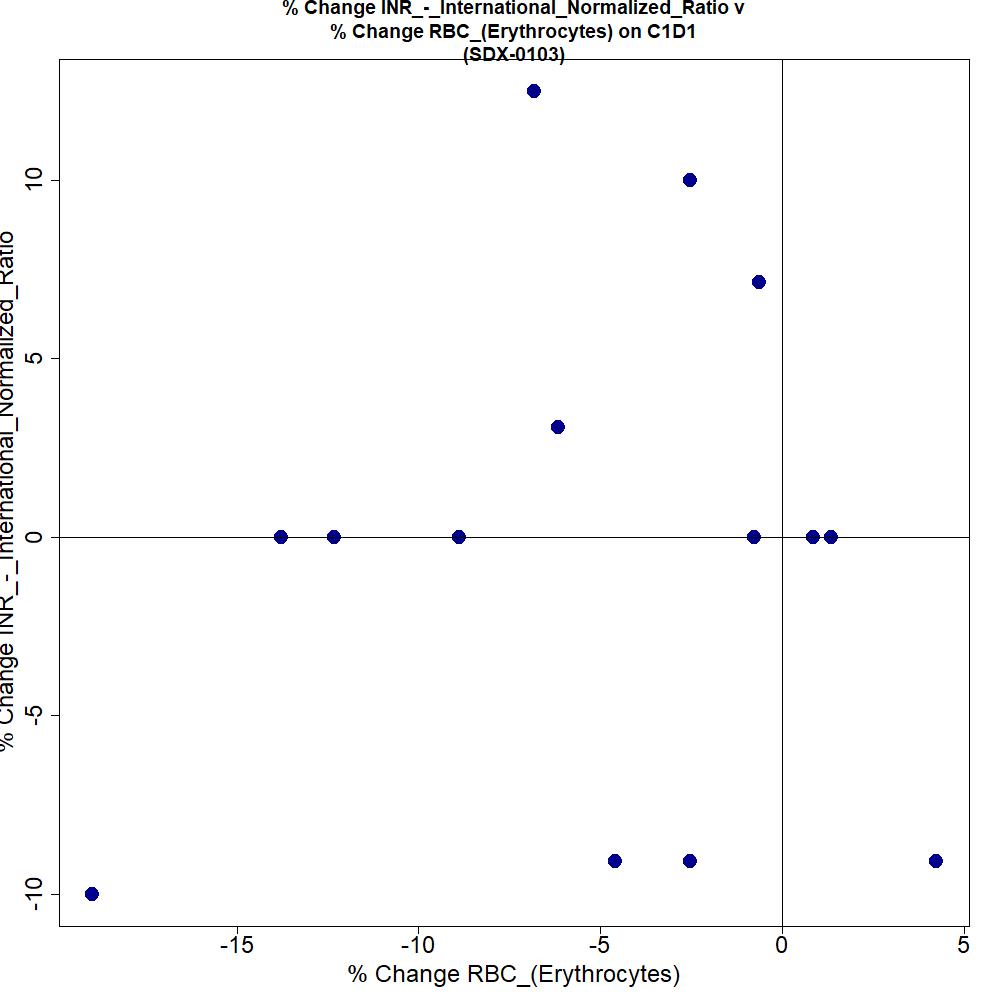 % Change INR_-_International_Normalized_Ratio v
% Change RBC_(Erythrocytes) on C1D1
(SDX-0103)
% Change INR_-_International_Normalized_Ratio
10
5
0
-5
-10
-15
-10
-5
0
5
% Change RBC_(Erythrocytes)